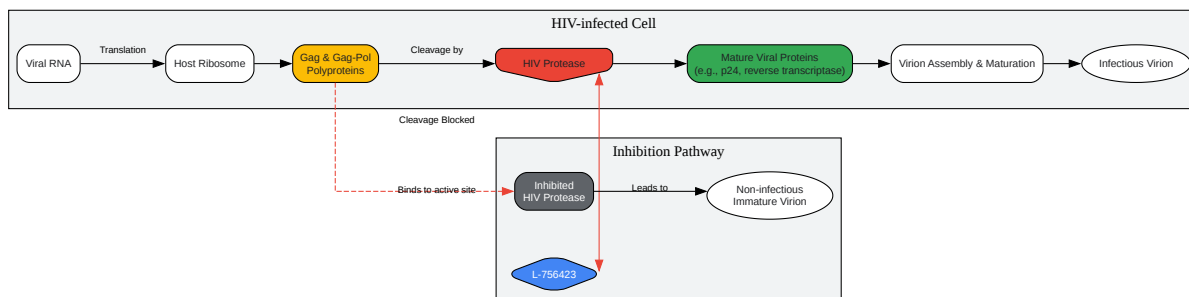 HIV-infected Cell
Viral RNA
Translation
Host Ribosome
Gag & Gag-Pol
Polyproteins
Cleavage by
HIV Protease
Mature Viral Proteins
(e.g., p24, reverse transcriptase)
Virion Assembly & Maturation
Infectious Virion
Cleavage Blocked
Inhibition Pathway
Binds to active site
Inhibited
HIV Protease
Leads to
Non-infectious
Immature Virion
L-756423